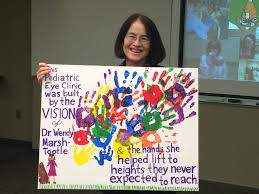 This
Pediatric
Eye Clinic
was built
by the
VISION
of
Dr. Wendy
Marsh-
Tootle
& the hands she
helped lift to
heights they never
expected to reach